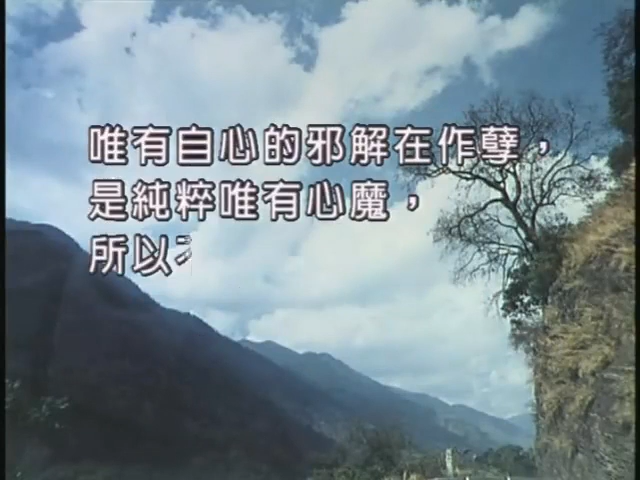 唯有自心的邪解在作孽，
是純粹唯有心魔，
所以